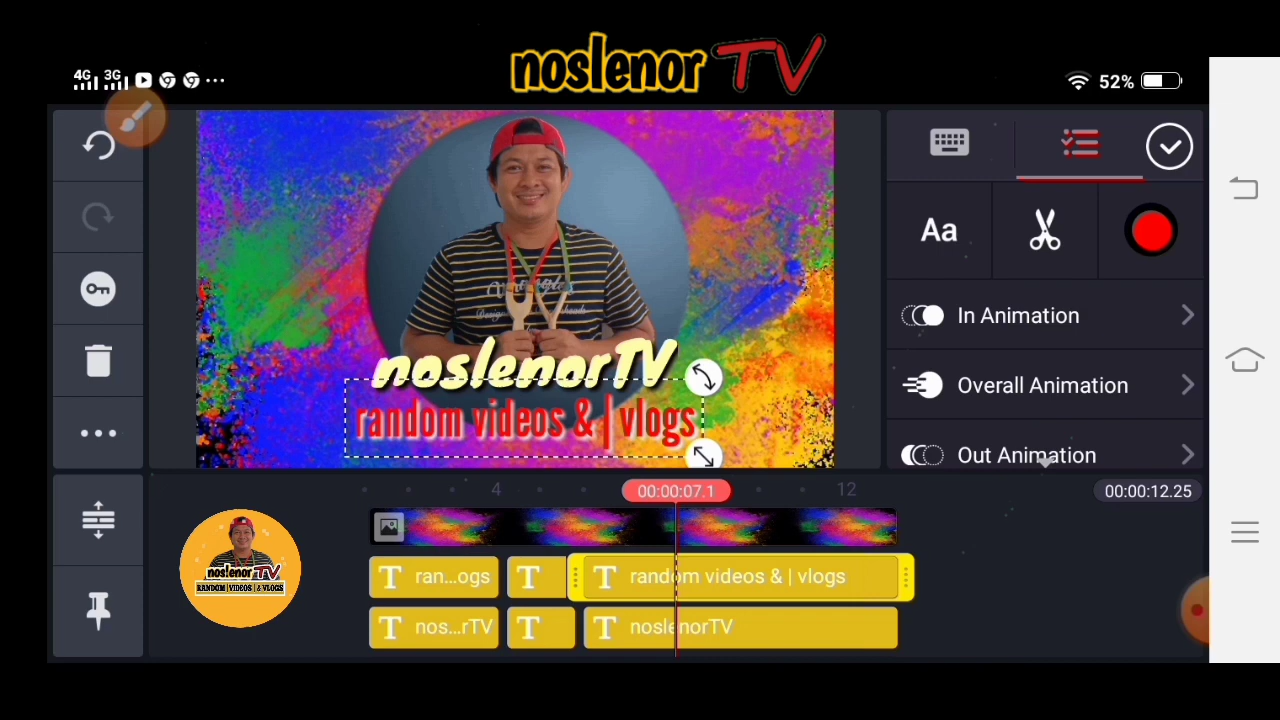 noslenor TV
4G 3G
52%
Aa
noslenorTV
random videos & | vlogs
In Animation
Overall Animation
Out Animation
4
00:00:07.1
12
00:00:12.25
T ran...ogs
T
T random videos & | vlogs
T nos...rTV
T
T noslenorTV
noslenor TV
RANDOM | VIDEOS | & VLOGS